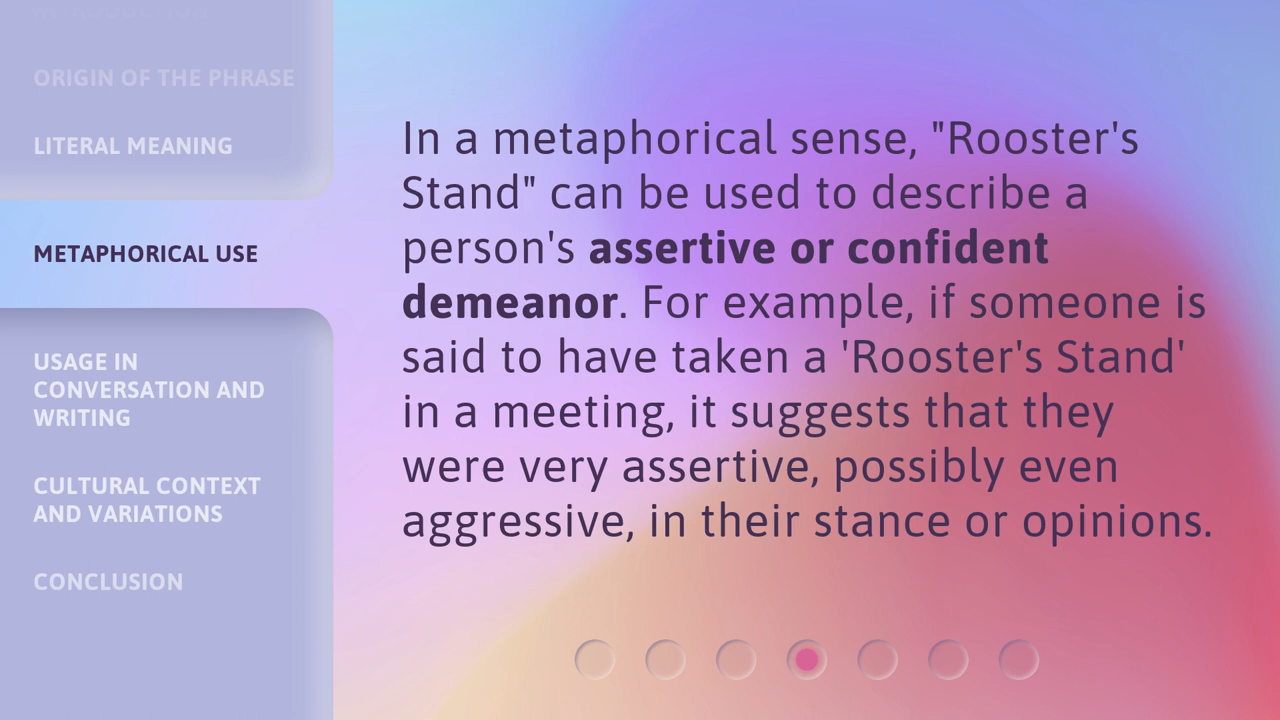 ORIGIN OF THE PHRASE
LITERAL MEANING
METAPHORICAL USE
USAGE IN
CONVERSATION AND
WRITING
CULTURAL CONTEXT
AND VARIATIONS
CONCLUSION
In a metaphorical sense, "Rooster's
Stand" can be used to describe a
person's assertive or confident
demeanor. For example, if someone is
said to have taken a 'Rooster's Stand'
in a meeting, it suggests that they
were very assertive, possibly even
aggressive, in their stance or opinions.